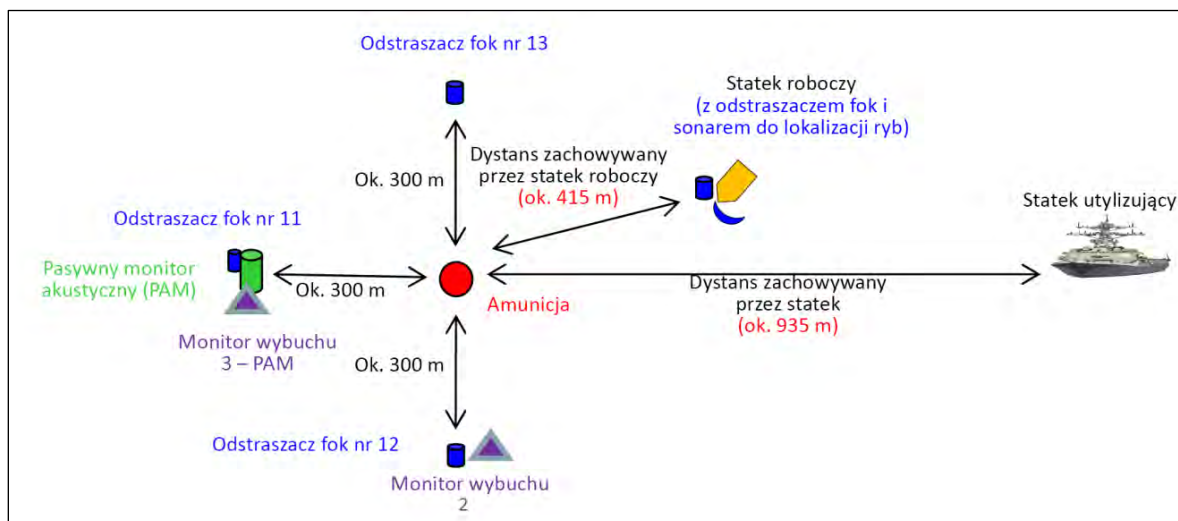 Odstraszacz fok nr 13
Statek roboczy
(z odstraszaczem fok i
sonarem do lokalizacji ryb)
Dystans zachowywany
przez statek roboczy
(ok. 415 m)
Ok. 300 m
Statek utylizujący
Odstraszacz fok nr 11
Pasywny monitor
akustyczny (PAM)
Ok. 300 m
Amunicja
Dystans zachowywany
przez statek
(ok. 935 m)
Monitor wybuchu
3 – PAM
Ok. 300 m
Odstraszacz fok nr 12
Monitor wybuchu
2